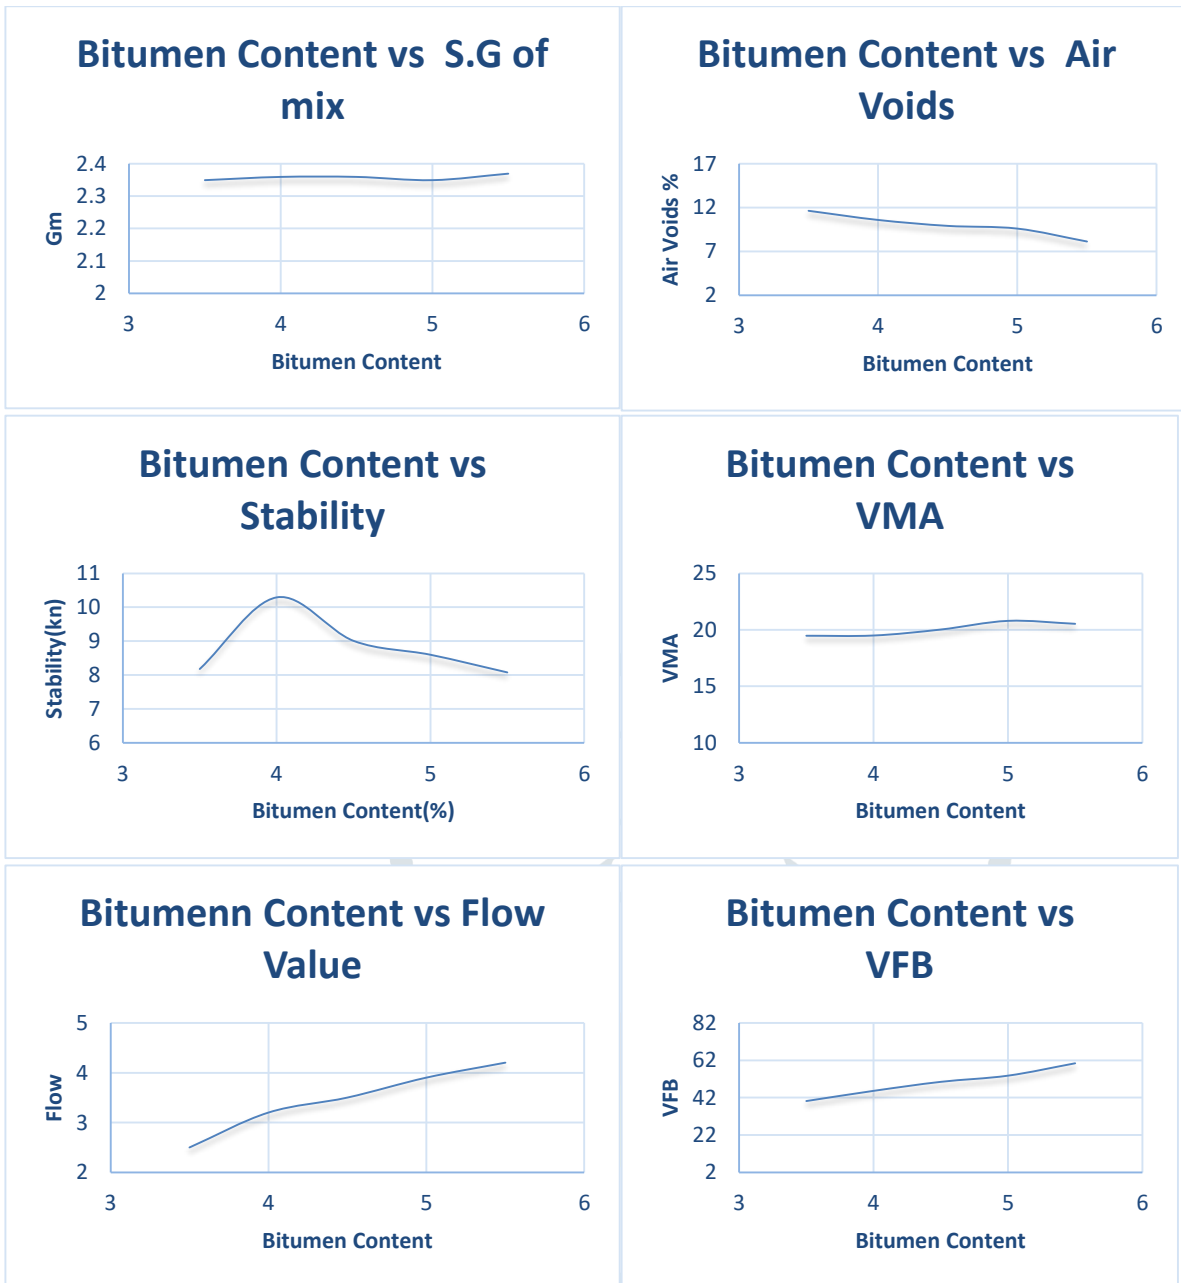 Bitumen Content vs S.G of
mix
2.4
2.3
2.2
2.1
2
Gm
3 4 5 6
Bitumen Content
Bitumen Content vs Air
Voids
17
12
7
2
Air Voids %
3 4 5 6
Bitumen Content
Bitumen Content vs
Stability
11
10
9
8
7
6
Stability(kn)
3 4 5 6
Bitumen Content(%)
Bitumen Content vs
VMA
25
20
15
10
VMA
3 4 5 6
Bitumen Content
Bitumenn Content vs Flow
Value
5
4
3
2
Flow
3 4 5 6
Bitumen Content
Bitumen Content vs
VFB
82
62
42
22
2
VFB
3 4 5 6
Bitumen Content